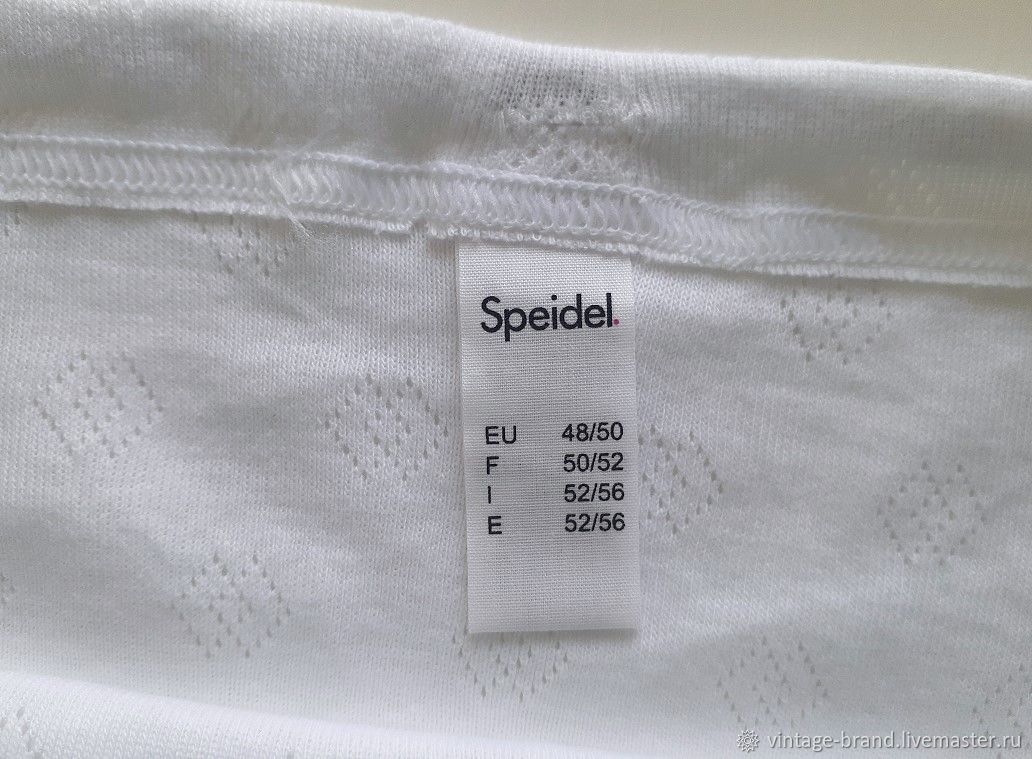 Speidel.
EU 48/50
F 50/52
I 52/56
E 52/56
vintage-brand.livemaster.ru